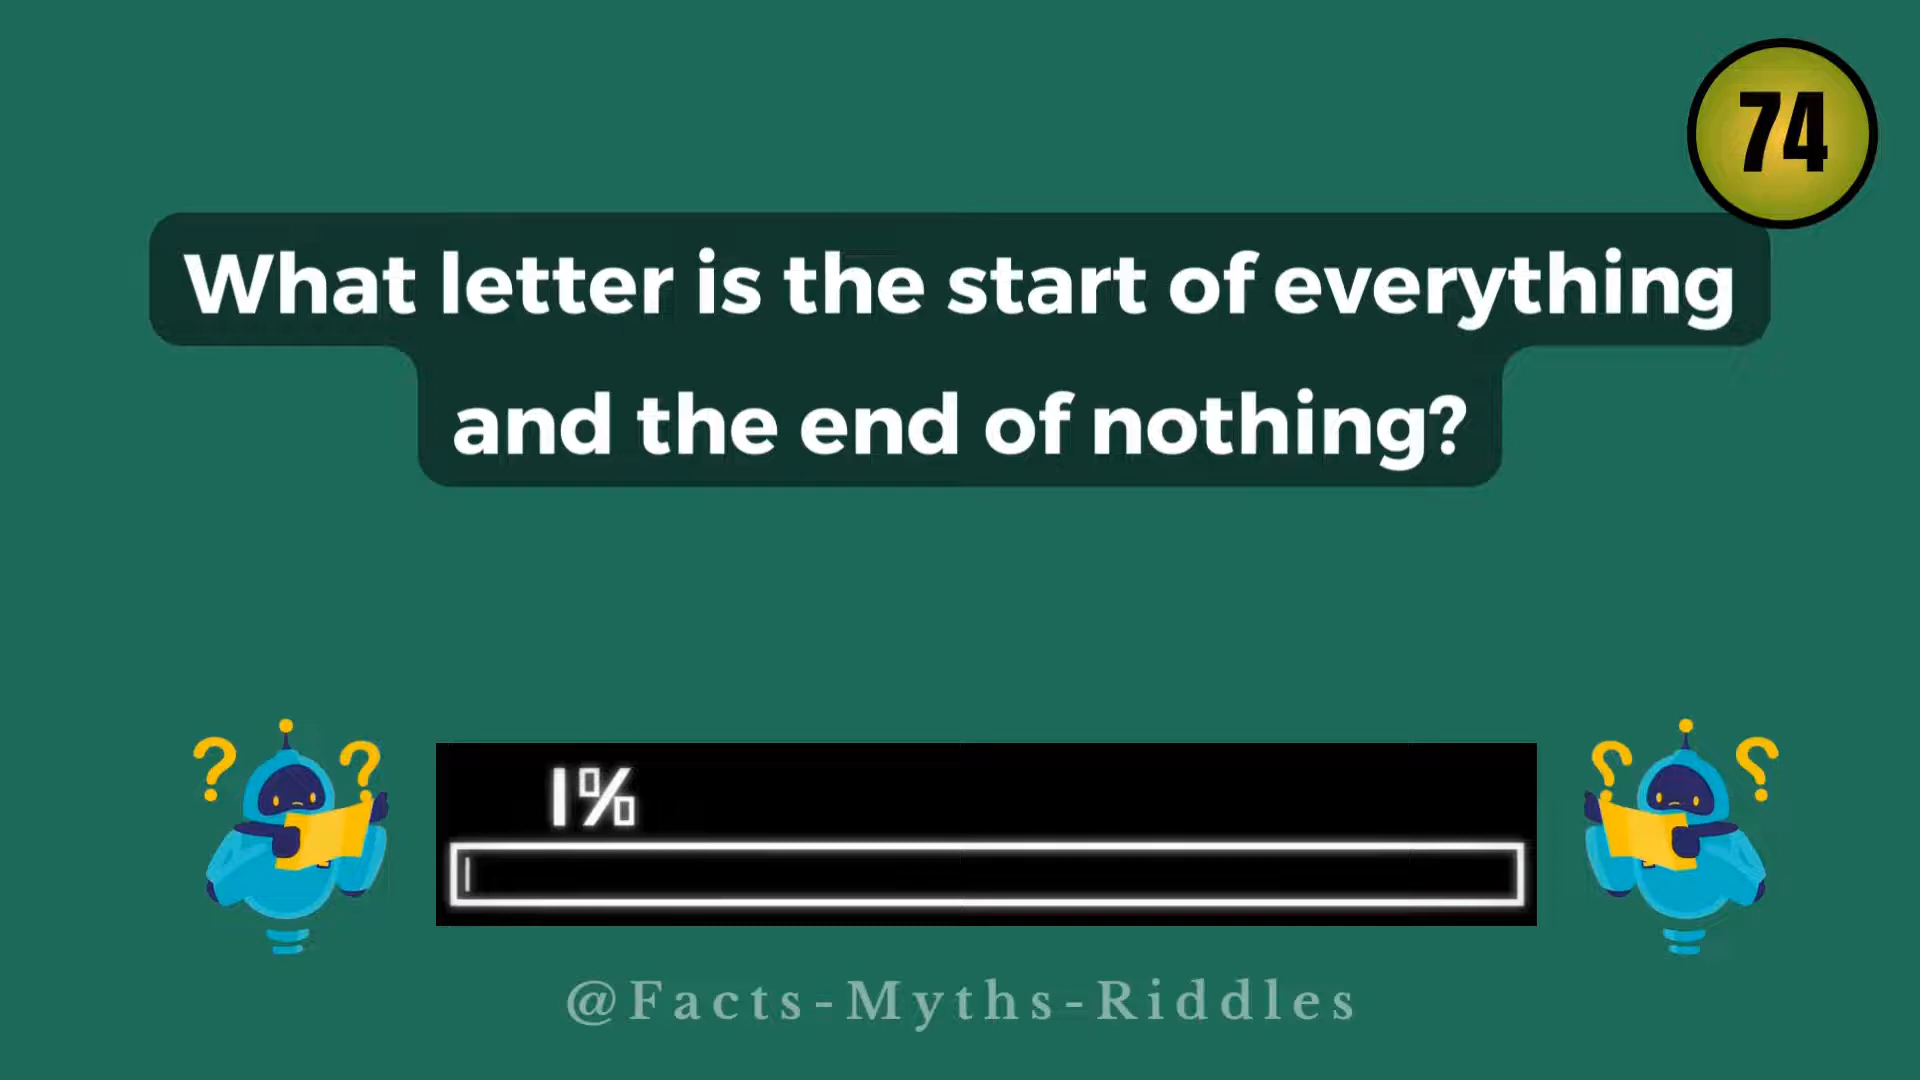 74
What letter is the start of everything
and the end of nothing?
? ?
? ?
1%
@Facts-Myths-Riddles